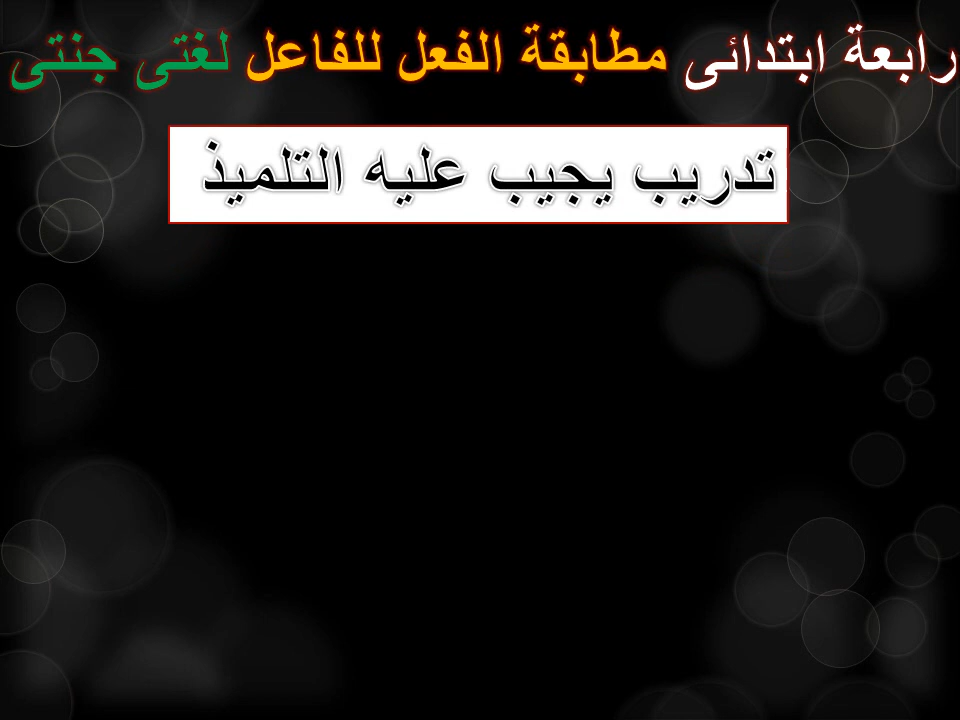 رابعة ابتدائى مطابقة الفعل للفاعل لغتى جنتى
تدريب يجيب عليه التلميذ